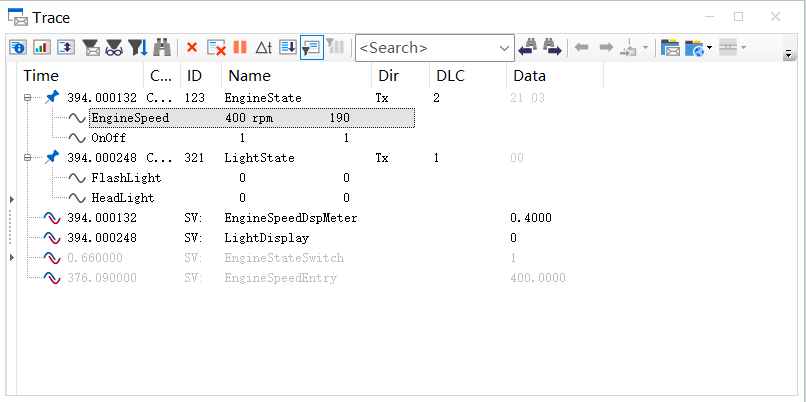 Trace
<Search>
Time C... ID Name Dir DLC Data
394.000132 C... 123 EngineState Tx 2 21 03
EngineSpeed 400 rpm 190
OnOff 1 1
394.000248 C... 321 LightState Tx 1 00
FlashLight 0 0
HeadLight 0 0
394.000132 SV: EngineSpeedDspMeter 0.4000
394.000248 SV: LightDisplay 0
0.660000 SV: EngineStateSwitch 1
376.090000 SV: EngineSpeedEntry 400.0000